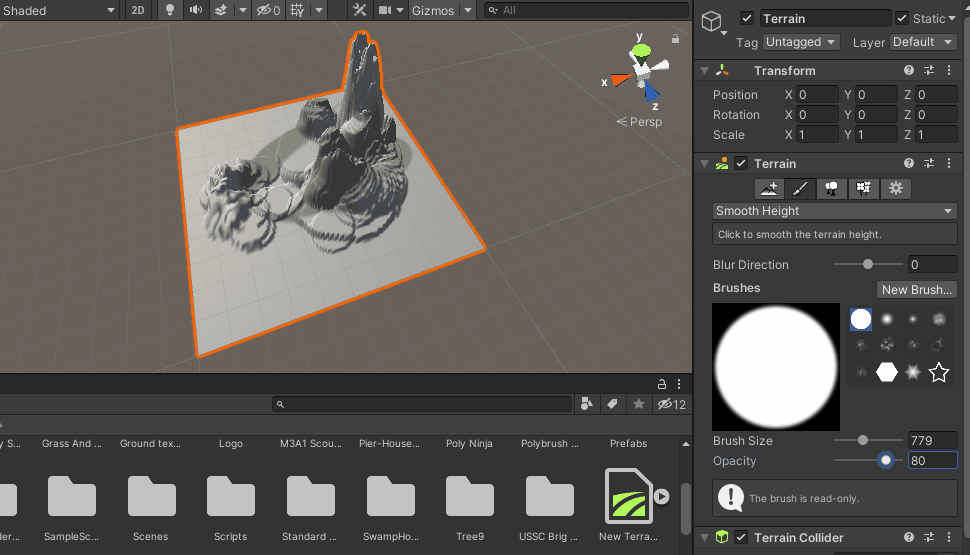 Shaded 2D 0 Gizmos All
y
x
z
Persp
Terrain Static
Tag Untagged Layer Default
Transform
Position X 0 Y 0 Z 0
Rotation X 0 Y 0 Z 0
Scale X 1 Y 1 Z 1
Terrain
Smooth Height
Click to smooth the terrain height.
Blur Direction 0
Brushes New Brush...
Brush Size 779
Opacity 80
The brush is read-only.
Terrain Collider
12
y S... Grass And ... Ground tex... Logo M3A1 Scou... Pier-House... Poly Ninja Polybrush ... Prefabs
der... SampleSc... Scenes Scripts Standard ... SwampHo... Tree9 USSC Brig ... New Terra...